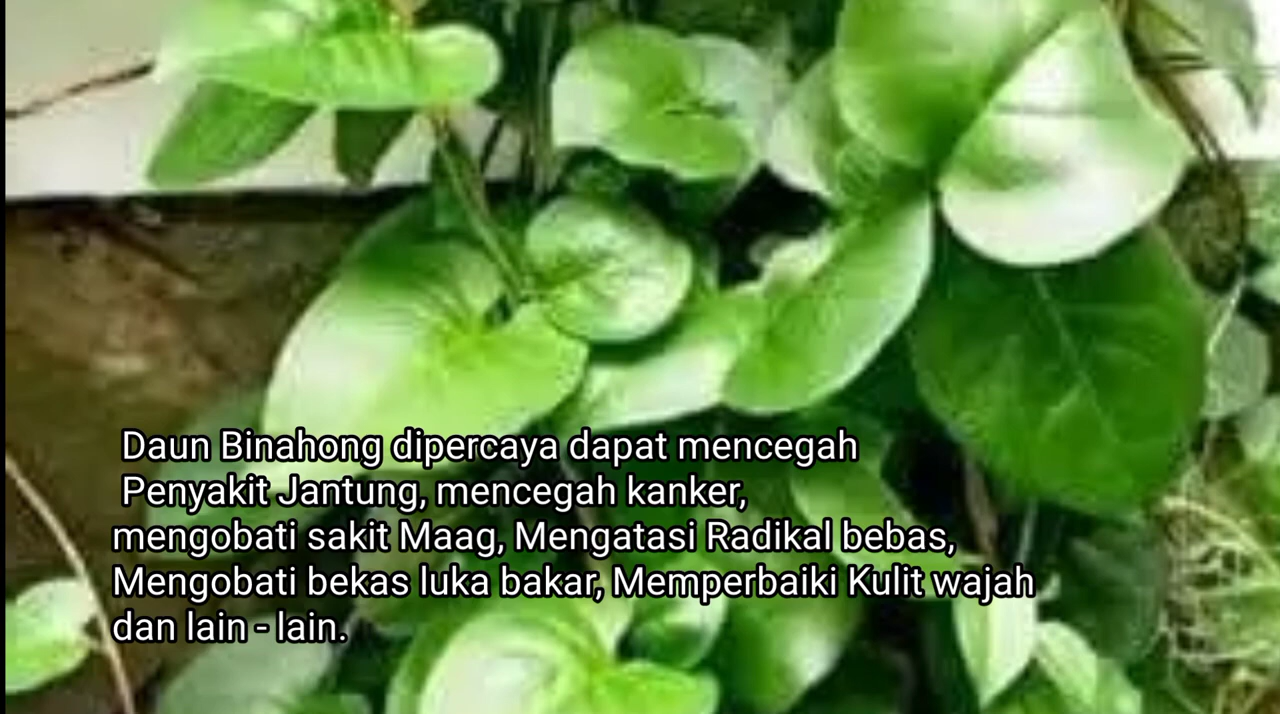 Daun Binahong dipercaya dapat mencegah
Penyakit Jantung, mencegah kanker,
mengobati sakit Maag, Mengatasi Radikal bebas,
Mengobati bekas luka bakar, Memperbaiki Kulit wajah
dan lain - lain.